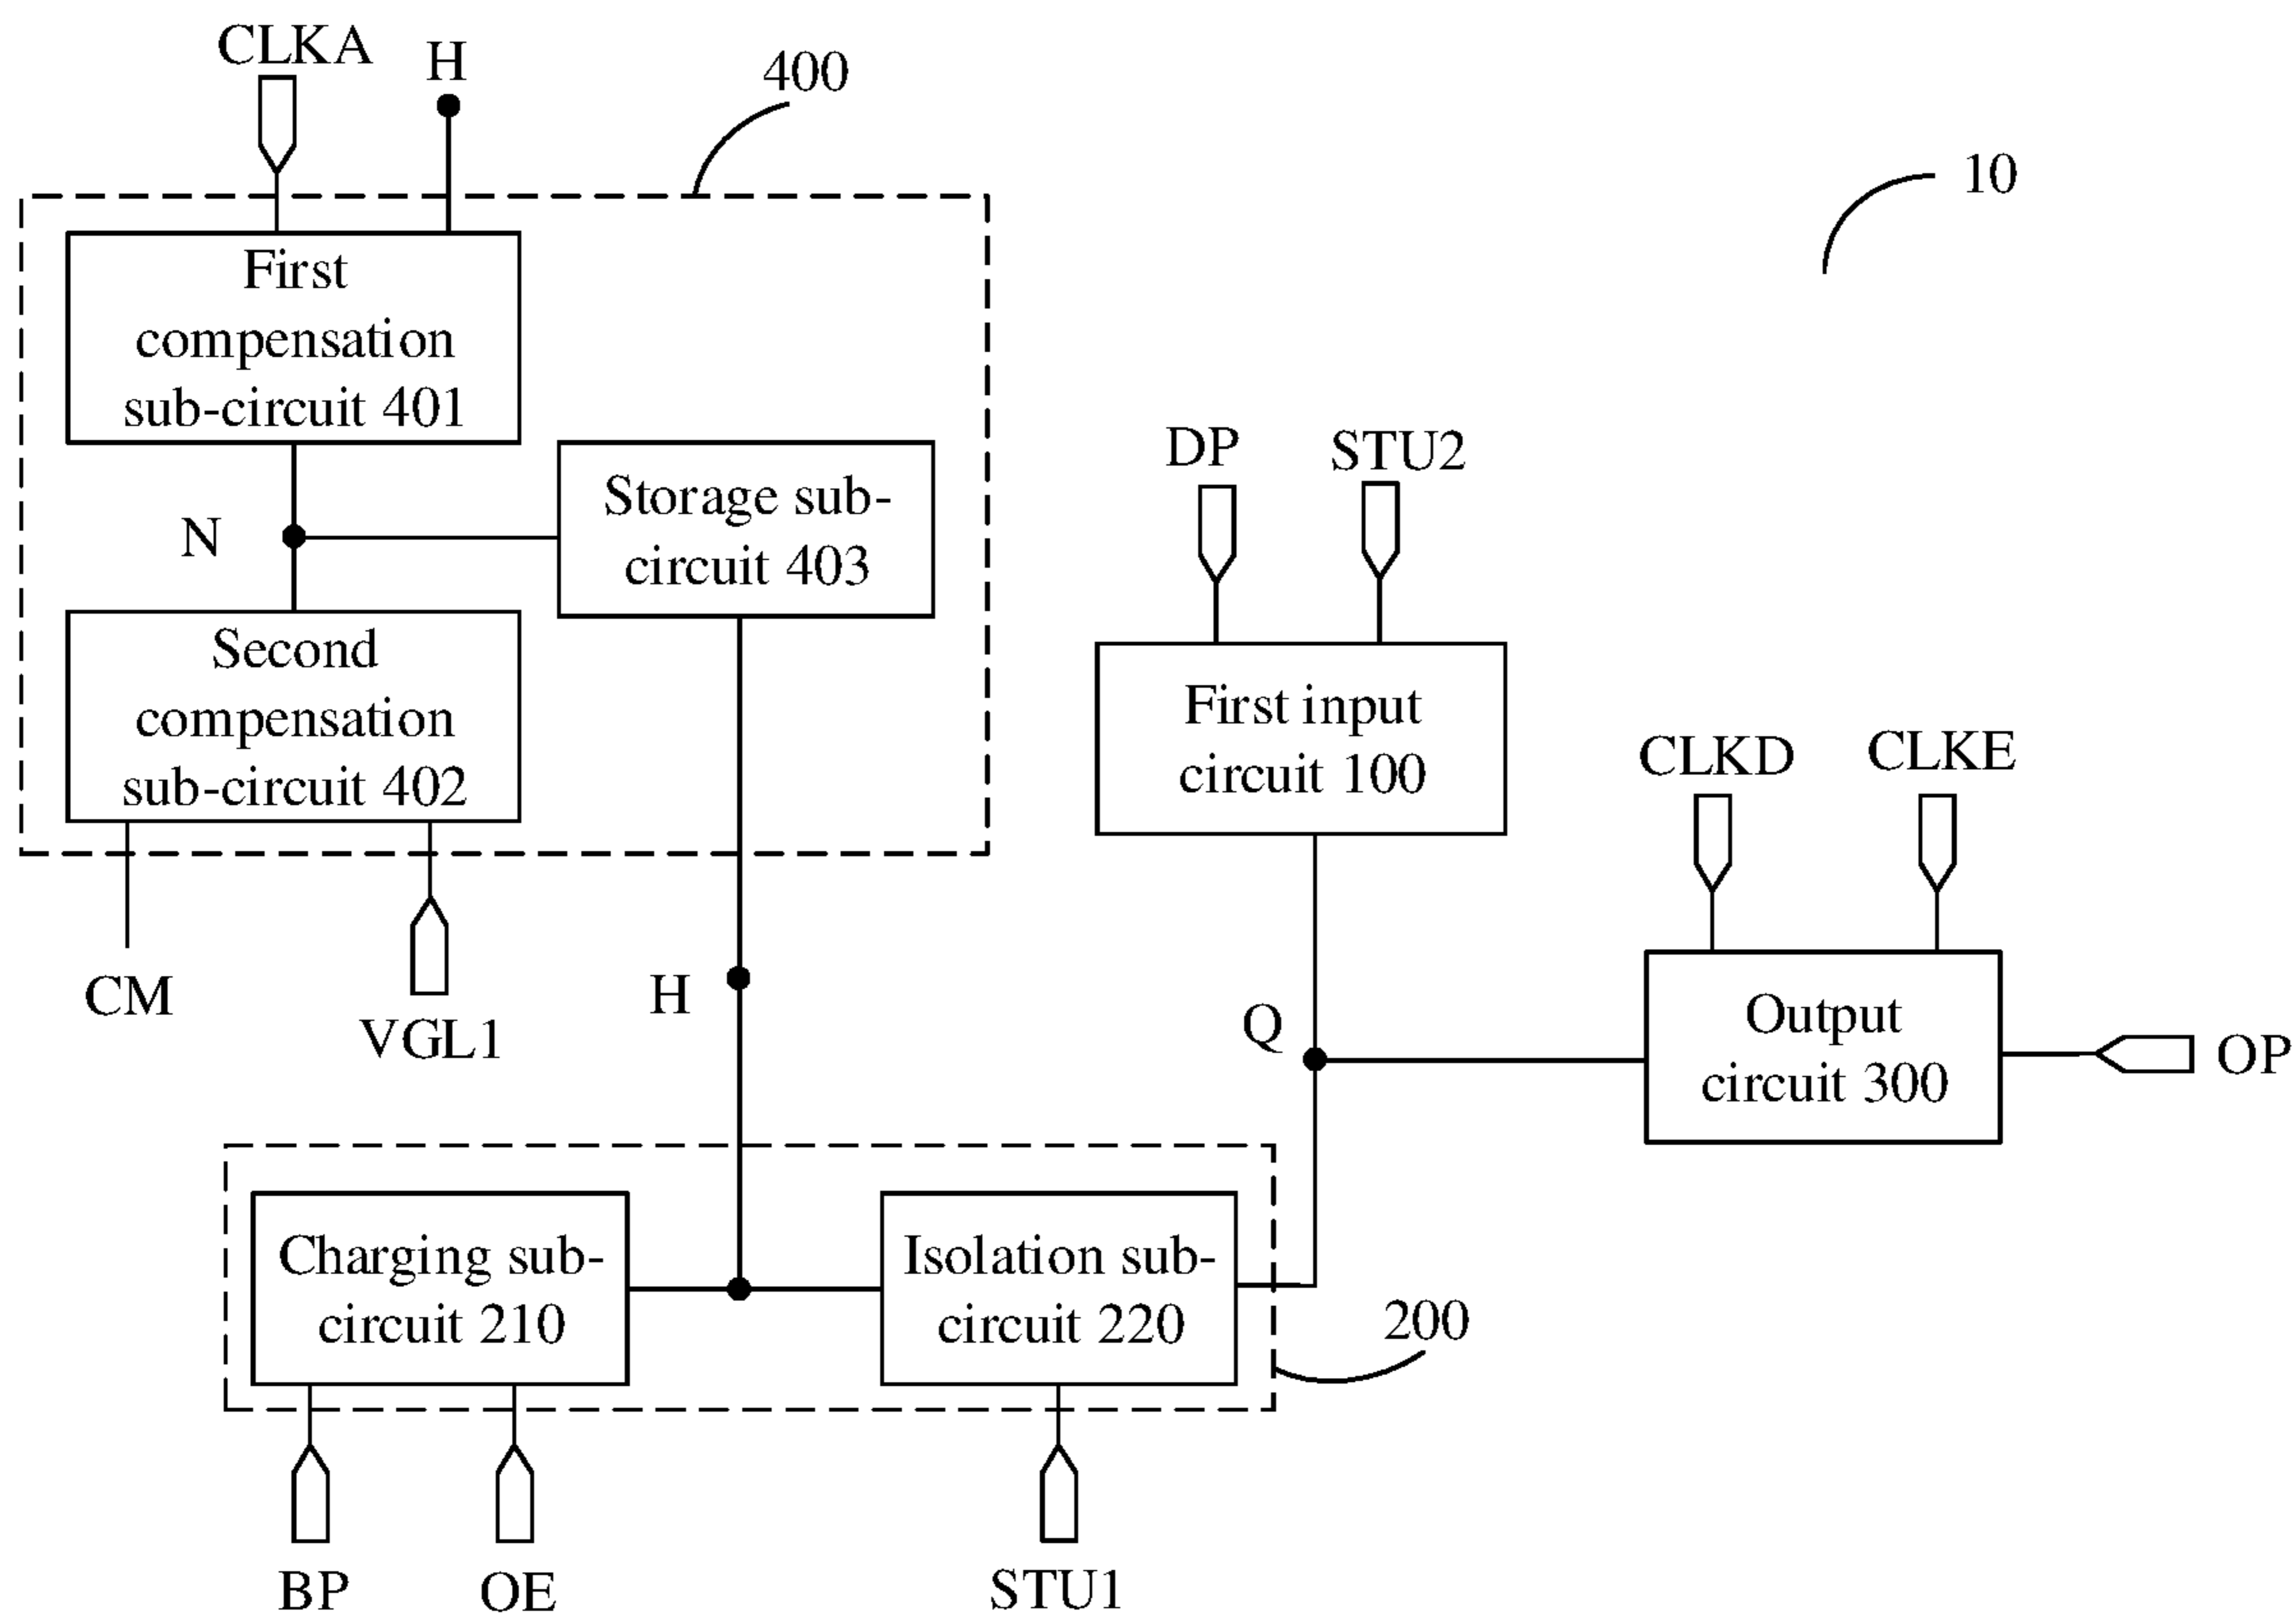 CLKA
H
400
10
First
compensation
sub-circuit 401
N
Storage sub-
circuit 403
Second
compensation
sub-circuit 402
CM
VGL1
H
DP
STU2
First input
circuit 100
CLKD
CLKE
Q
Output
circuit 300
OP
Charging sub-
circuit 210
Isolation sub-
circuit 220
200
BP
OE
STU1